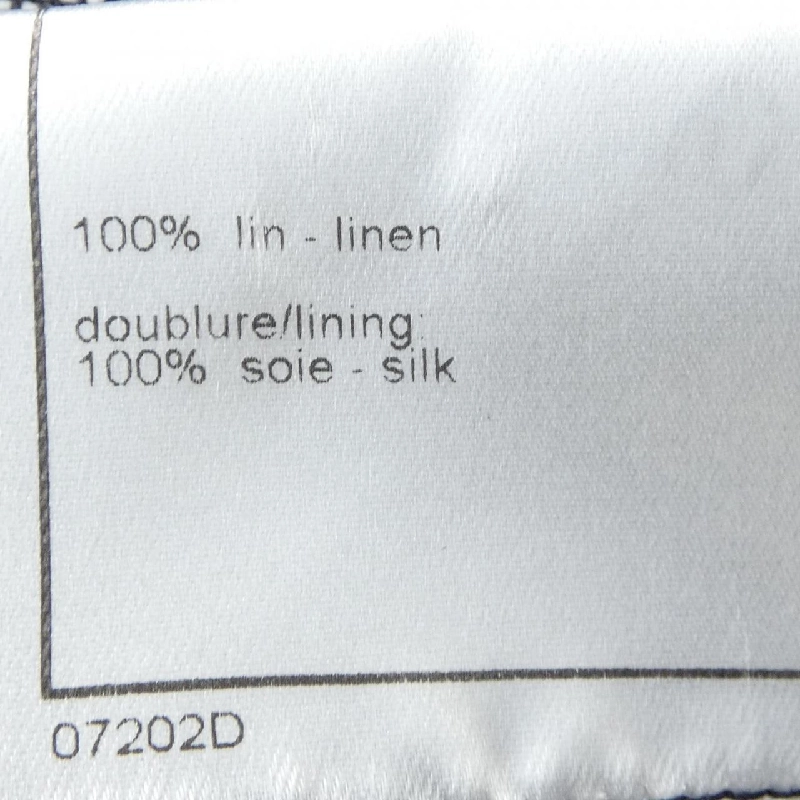 100% lin - linen
doublure/lining:
100% soie - silk
07202D